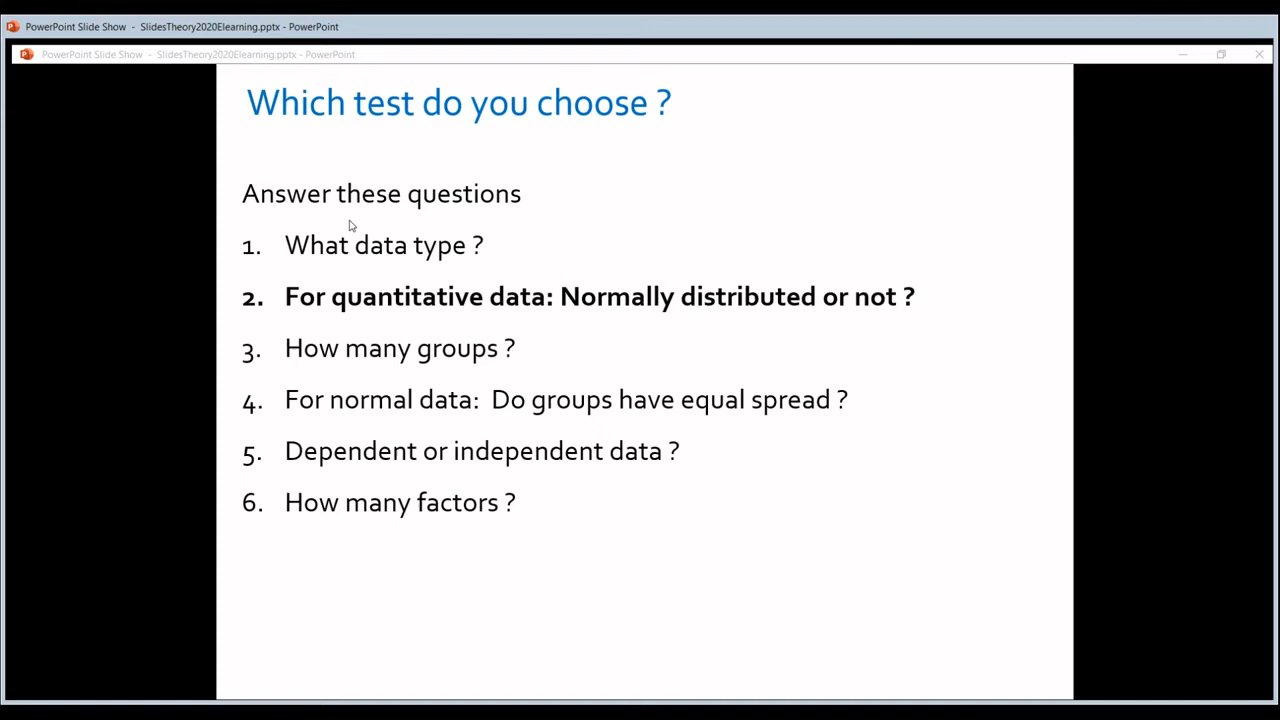 PowerPoint Slide Show - SlidesTheory2020Elearning.pptx - PowerPoint
PowerPoint Slide Show - SlidesTheory2020Elearning.pptx - PowerPoint
Which test do you choose ?
Answer these questions
1. What data type ?
2. For quantitative data: Normally distributed or not ?
3. How many groups ?
4. For normal data: Do groups have equal spread ?
5. Dependent or independent data ?
6. How many factors ?